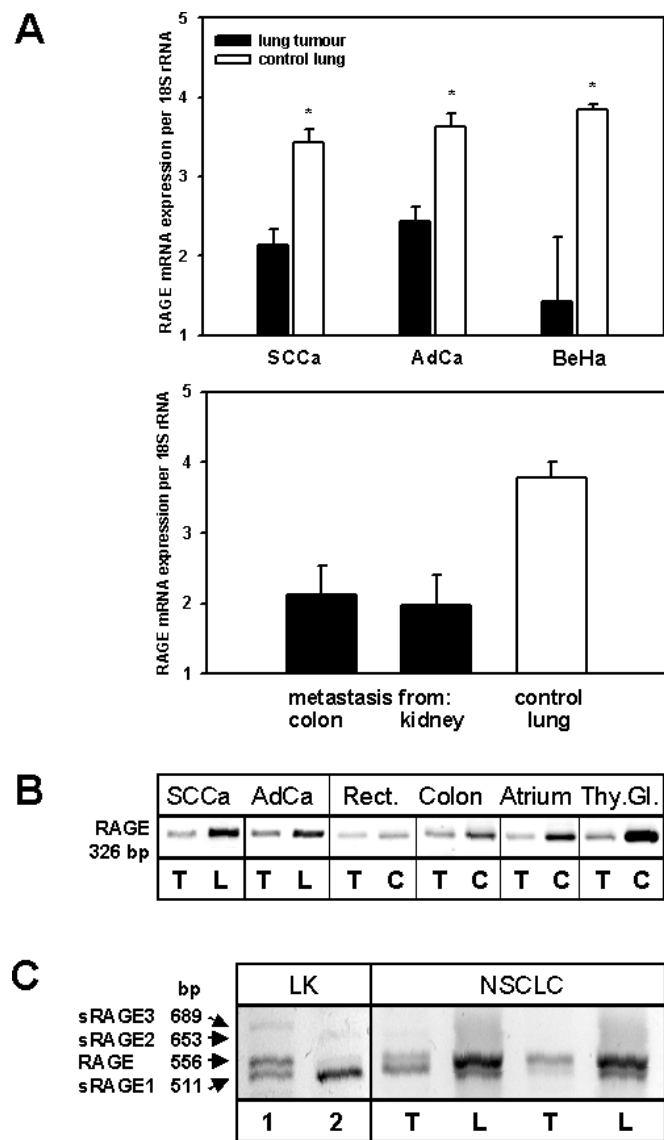 A
lung tumour
control lung
RAGE mRNA expression per 18S rRNA
5
4
3
2
1
* * *
SCCa AdCa BeHa
RAGE mRNA expression per 18S rRNA
5
4
3
2
1
metastasis from: control
colon kidney lung
B
SCCa AdCa Rect. Colon Atrium Thy.Gl.
RAGE
326 bp
T L T L T C T C T C T C
C
bp LK NSCLC
sRAGE3 689
sRAGE2 653
RAGE 556
sRAGE1 511
1 2 T L T L